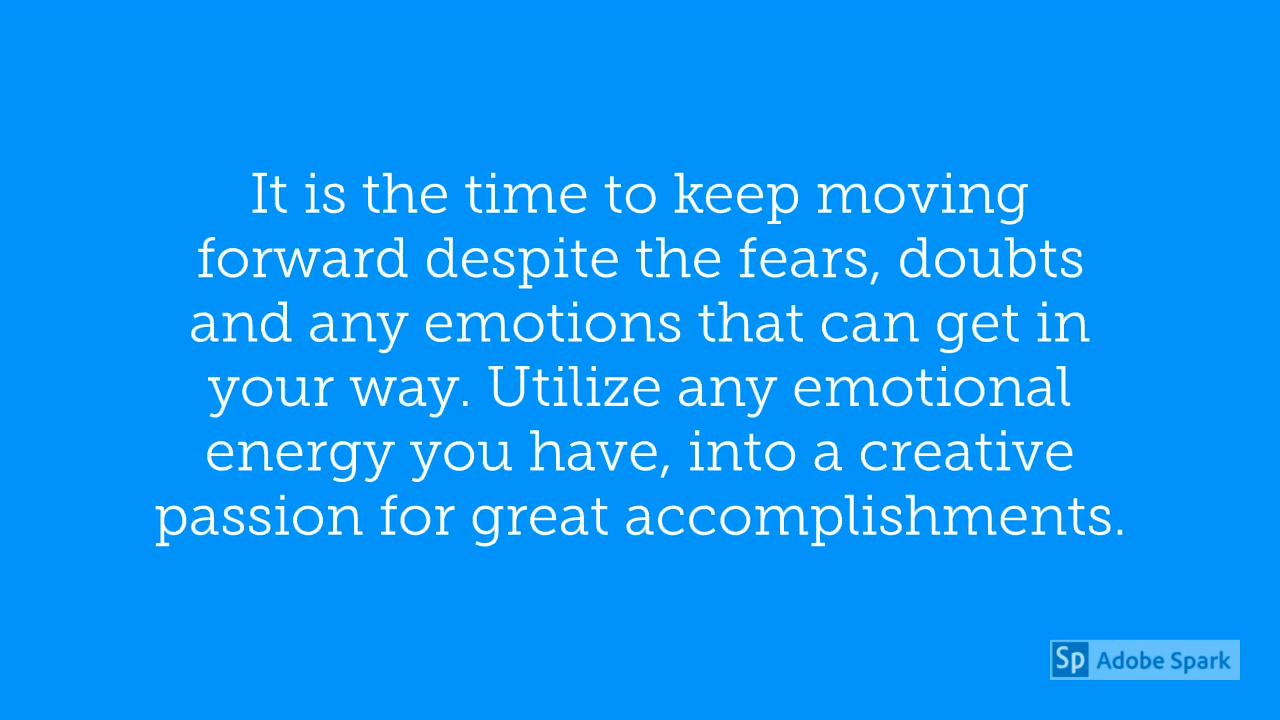 It is the time to keep moving
forward despite the fears, doubts
and any emotions that can get in
your way. Utilize any emotional
energy you have, into a creative
passion for great accomplishments.
Sp Adobe Spark